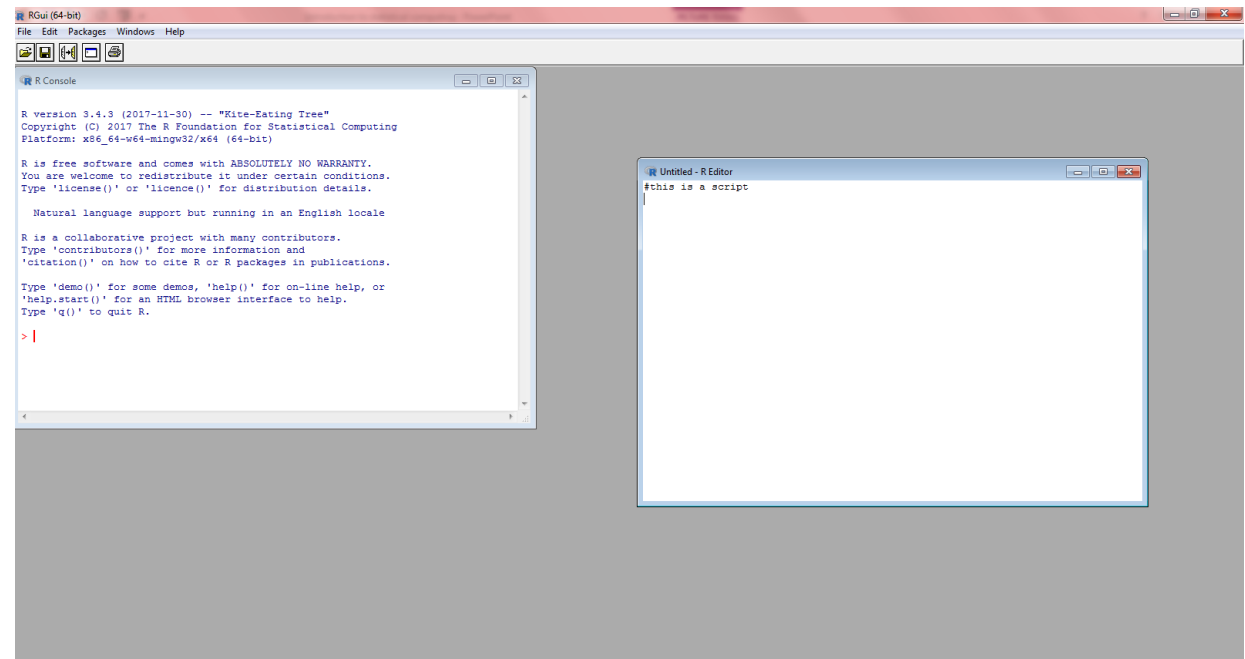 RGui (64-bit)
File Edit Packages Windows Help
R Console
R version 3.4.3 (2017-11-30) -- "Kite-Eating Tree"
Copyright (C) 2017 The R Foundation for Statistical Computing
Platform: x86_64-w64-mingw32/x64 (64-bit)
R is free software and comes with ABSOLUTELY NO WARRANTY.
You are welcome to redistribute it under certain conditions.
Type 'license()' or 'licence()' for distribution details.
Natural language support but running in an English locale
R is a collaborative project with many contributors.
Type 'contributors()' for more information and
'citation()' on how to cite R or R packages in publications.
Type 'demo()' for some demos, 'help()' for on-line help, or
'help.start()' for an HTML browser interface to help.
Type 'q()' to quit R.
>
Untitled - R Editor
#this is a script